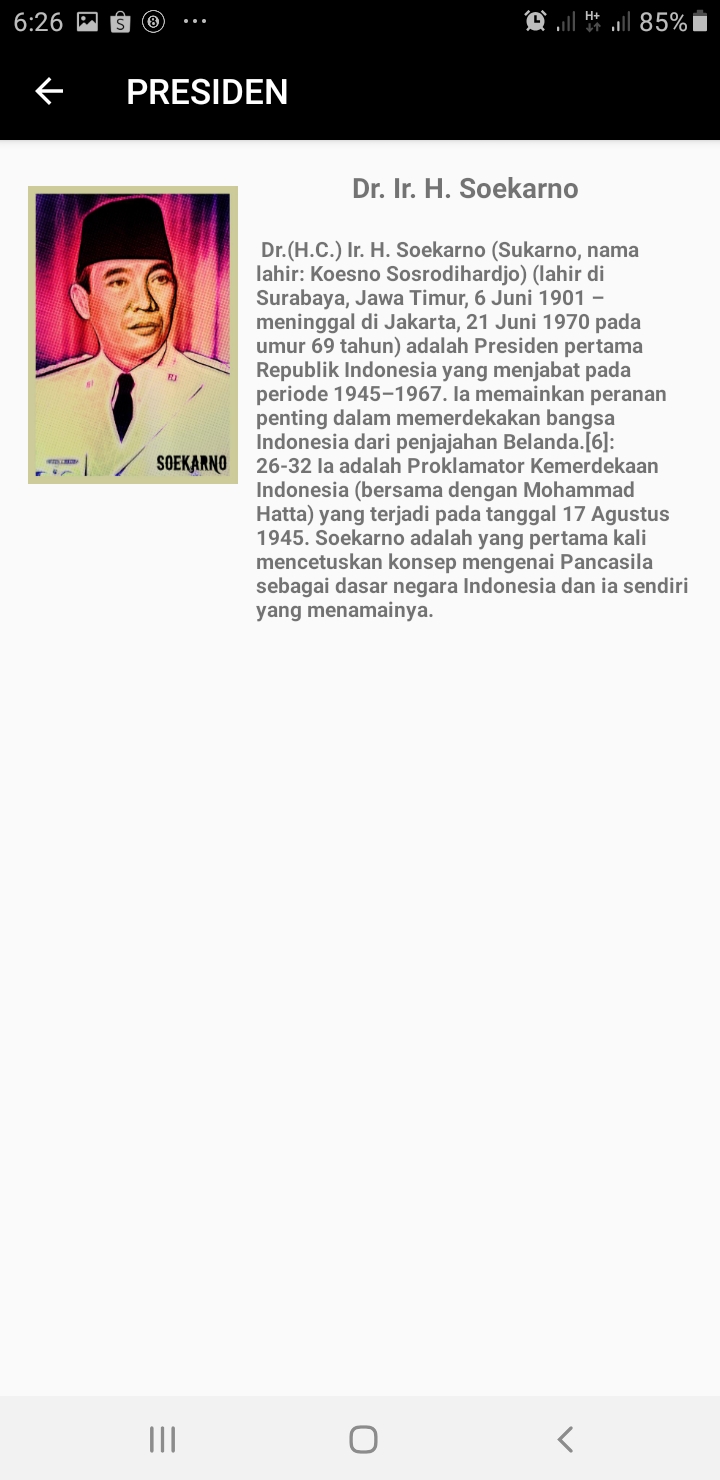 6:26
H+
85%
PRESIDEN
Dr. Ir. H. Soekarno
SOEKARNO
Dr.(H.C.) Ir. H. Soekarno (Sukarno, nama
lahir: Koesno Sosrodihardjo) (lahir di
Surabaya, Jawa Timur, 6 Juni 1901 –
meninggal di Jakarta, 21 Juni 1970 pada
umur 69 tahun) adalah Presiden pertama
Republik Indonesia yang menjabat pada
periode 1945–1967. Ia memainkan peranan
penting dalam memerdekakan bangsa
Indonesia dari penjajahan Belanda.[6]:
26-32 Ia adalah Proklamator Kemerdekaan
Indonesia (bersama dengan Mohammad
Hatta) yang terjadi pada tanggal 17 Agustus
1945. Soekarno adalah yang pertama kali
mencetuskan konsep mengenai Pancasila
sebagai dasar negara Indonesia dan ia sendiri
yang menamainya.